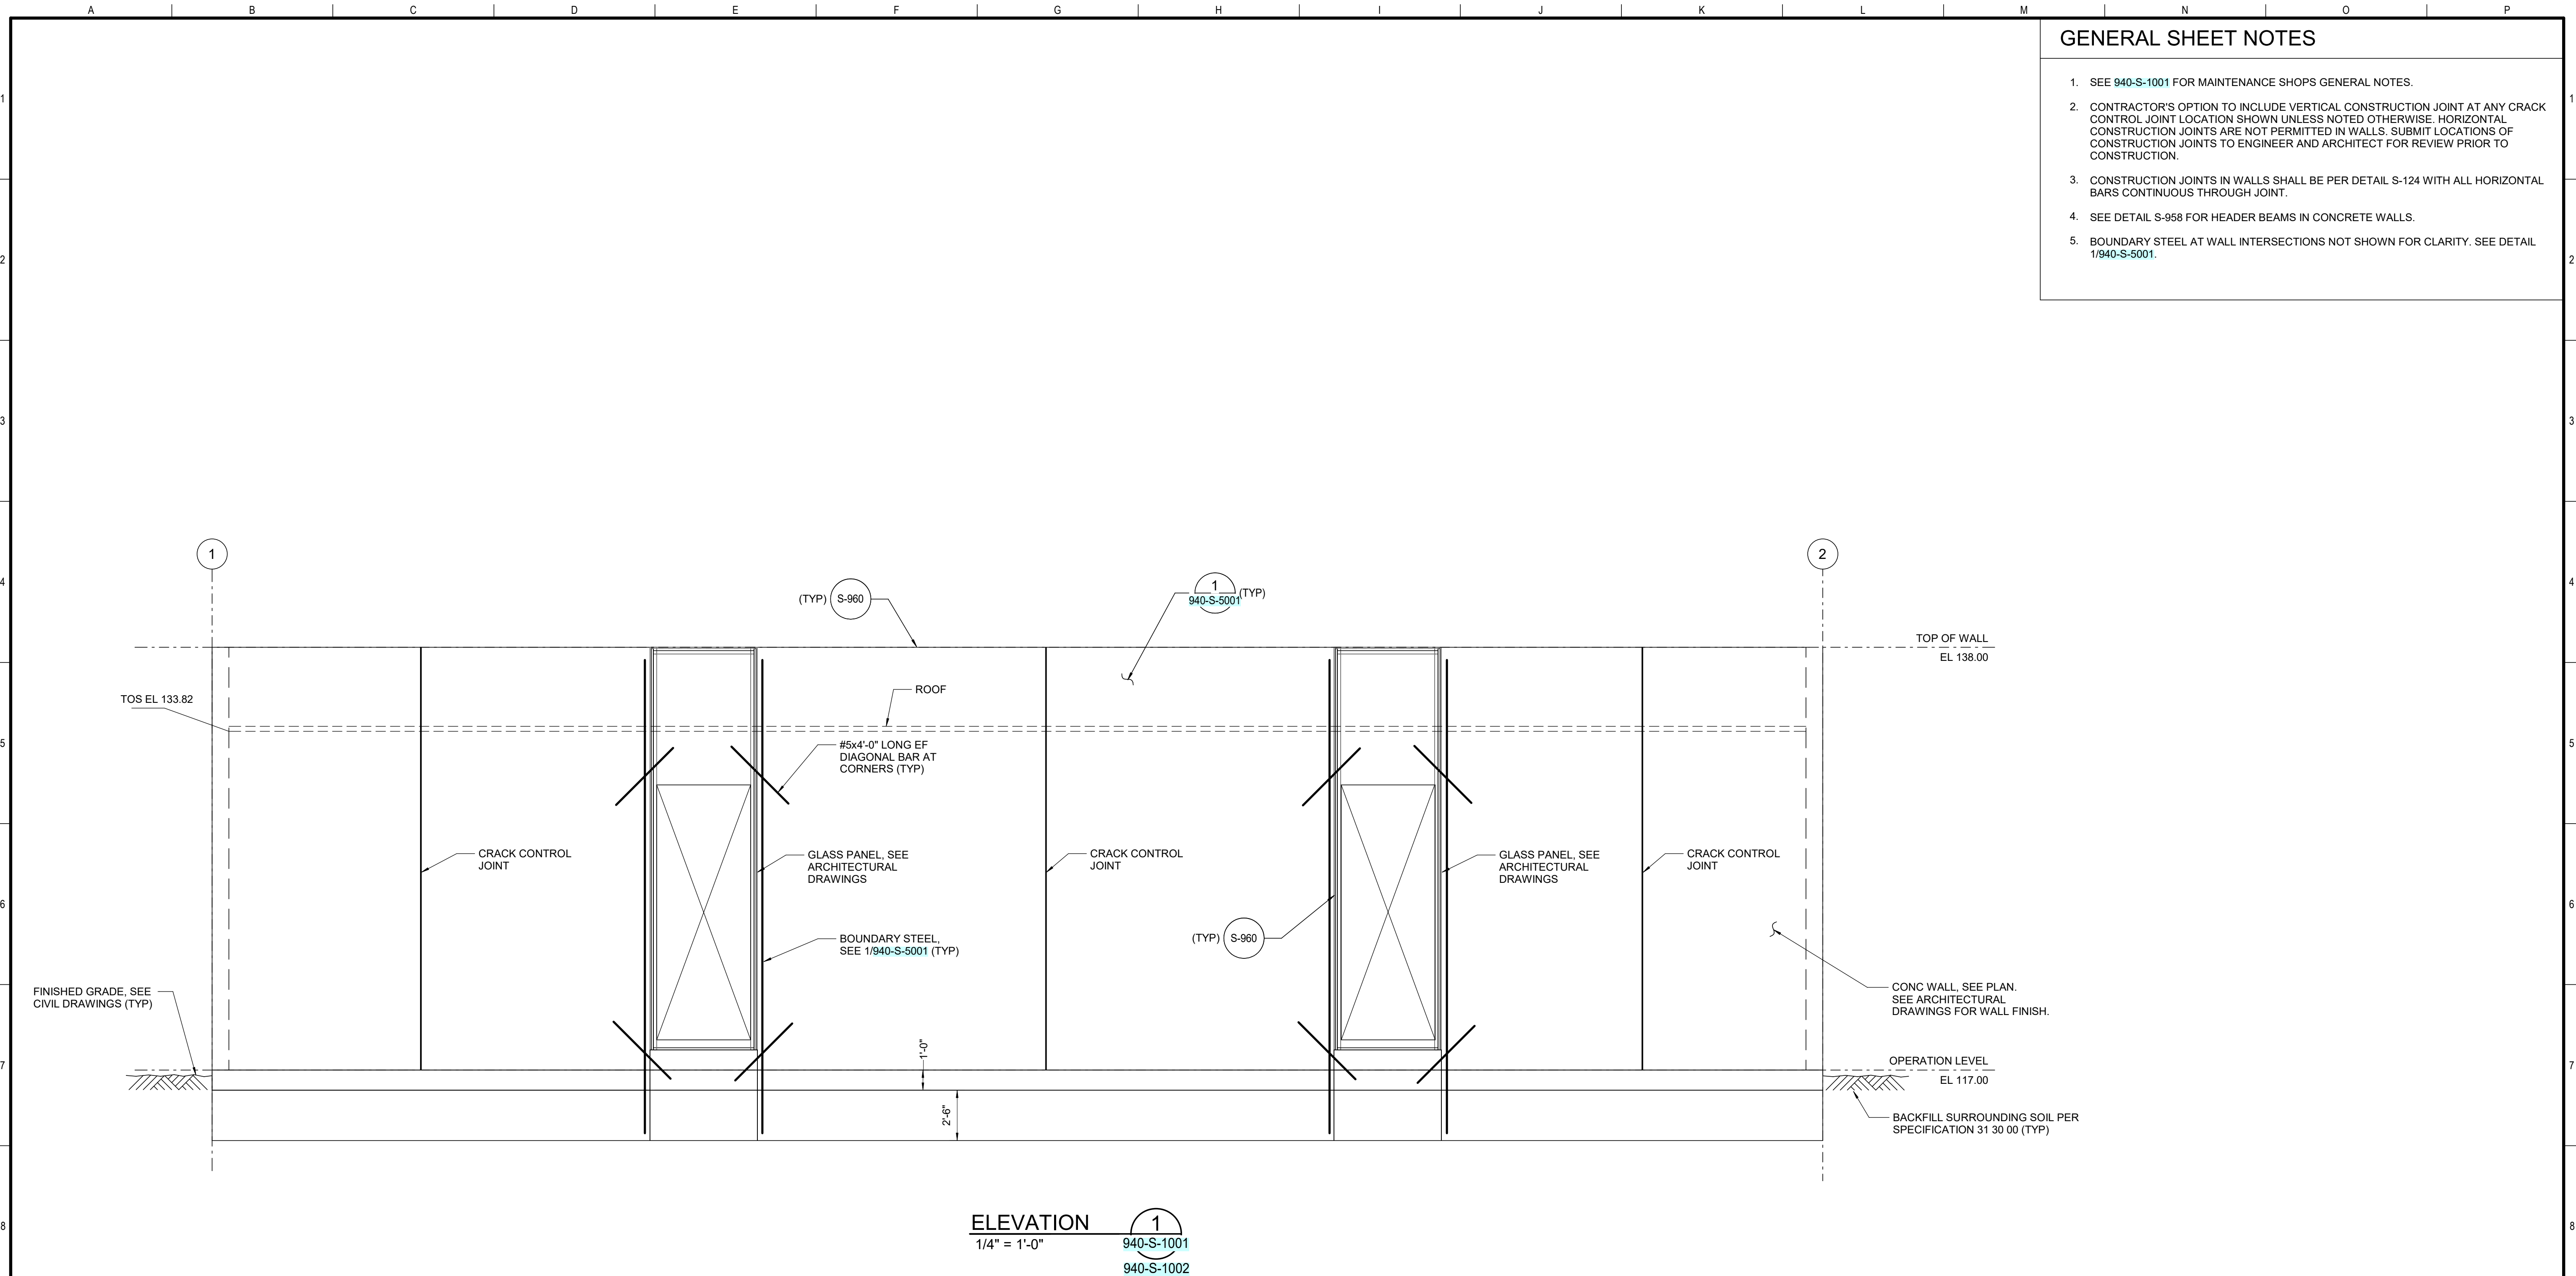 A B C D E F G H I J K L M N O P
GENERAL SHEET NOTES
1. SEE 940-S-1001 FOR MAINTENANCE SHOPS GENERAL NOTES.
2. CONTRACTOR'S OPTION TO INCLUDE VERTICAL CONSTRUCTION JOINT AT ANY CRACK
CONTROL JOINT LOCATION SHOWN UNLESS NOTED OTHERWISE. HORIZONTAL
CONSTRUCTION JOINTS ARE NOT PERMITTED IN WALLS. SUBMIT LOCATIONS OF
CONSTRUCTION JOINTS TO ENGINEER AND ARCHITECT FOR REVIEW PRIOR TO
CONSTRUCTION.
3. CONSTRUCTION JOINTS IN WALLS SHALL BE PER DETAIL S-124 WITH ALL HORIZONTAL
BARS CONTINUOUS THROUGH JOINT.
4. SEE DETAIL S-958 FOR HEADER BEAMS IN CONCRETE WALLS.
5. BOUNDARY STEEL AT WALL INTERSECTIONS NOT SHOWN FOR CLARITY. SEE DETAIL
1/940-S-5001.
1 1
2 2
3 3
4 4
5 5
6 6
7 7
8 8
1
2
(TYP) S-960
1
940-S-5001 (TYP)
TOP OF WALL
EL 138.00
TOS EL 133.82
ROOF
#5x4'-0" LONG EF
DIAGONAL BAR AT
CORNERS (TYP)
CRACK CONTROL
JOINT
GLASS PANEL, SEE
ARCHITECTURAL
DRAWINGS
CRACK CONTROL
JOINT
GLASS PANEL, SEE
ARCHITECTURAL
DRAWINGS
CRACK CONTROL
JOINT
BOUNDARY STEEL,
SEE 1/940-S-5001 (TYP)
(TYP) S-960
FINISHED GRADE, SEE
CIVIL DRAWINGS (TYP)
CONC WALL, SEE PLAN.
SEE ARCHITECTURAL
DRAWINGS FOR WALL FINISH.
1'-0"
2'-6"
OPERATION LEVEL
EL 117.00
BACKFILL SURROUNDING SOIL PER
SPECIFICATION 31 30 00 (TYP)
ELEVATION 1
1/4" = 1'-0" 940-S-1001
940-S-1002